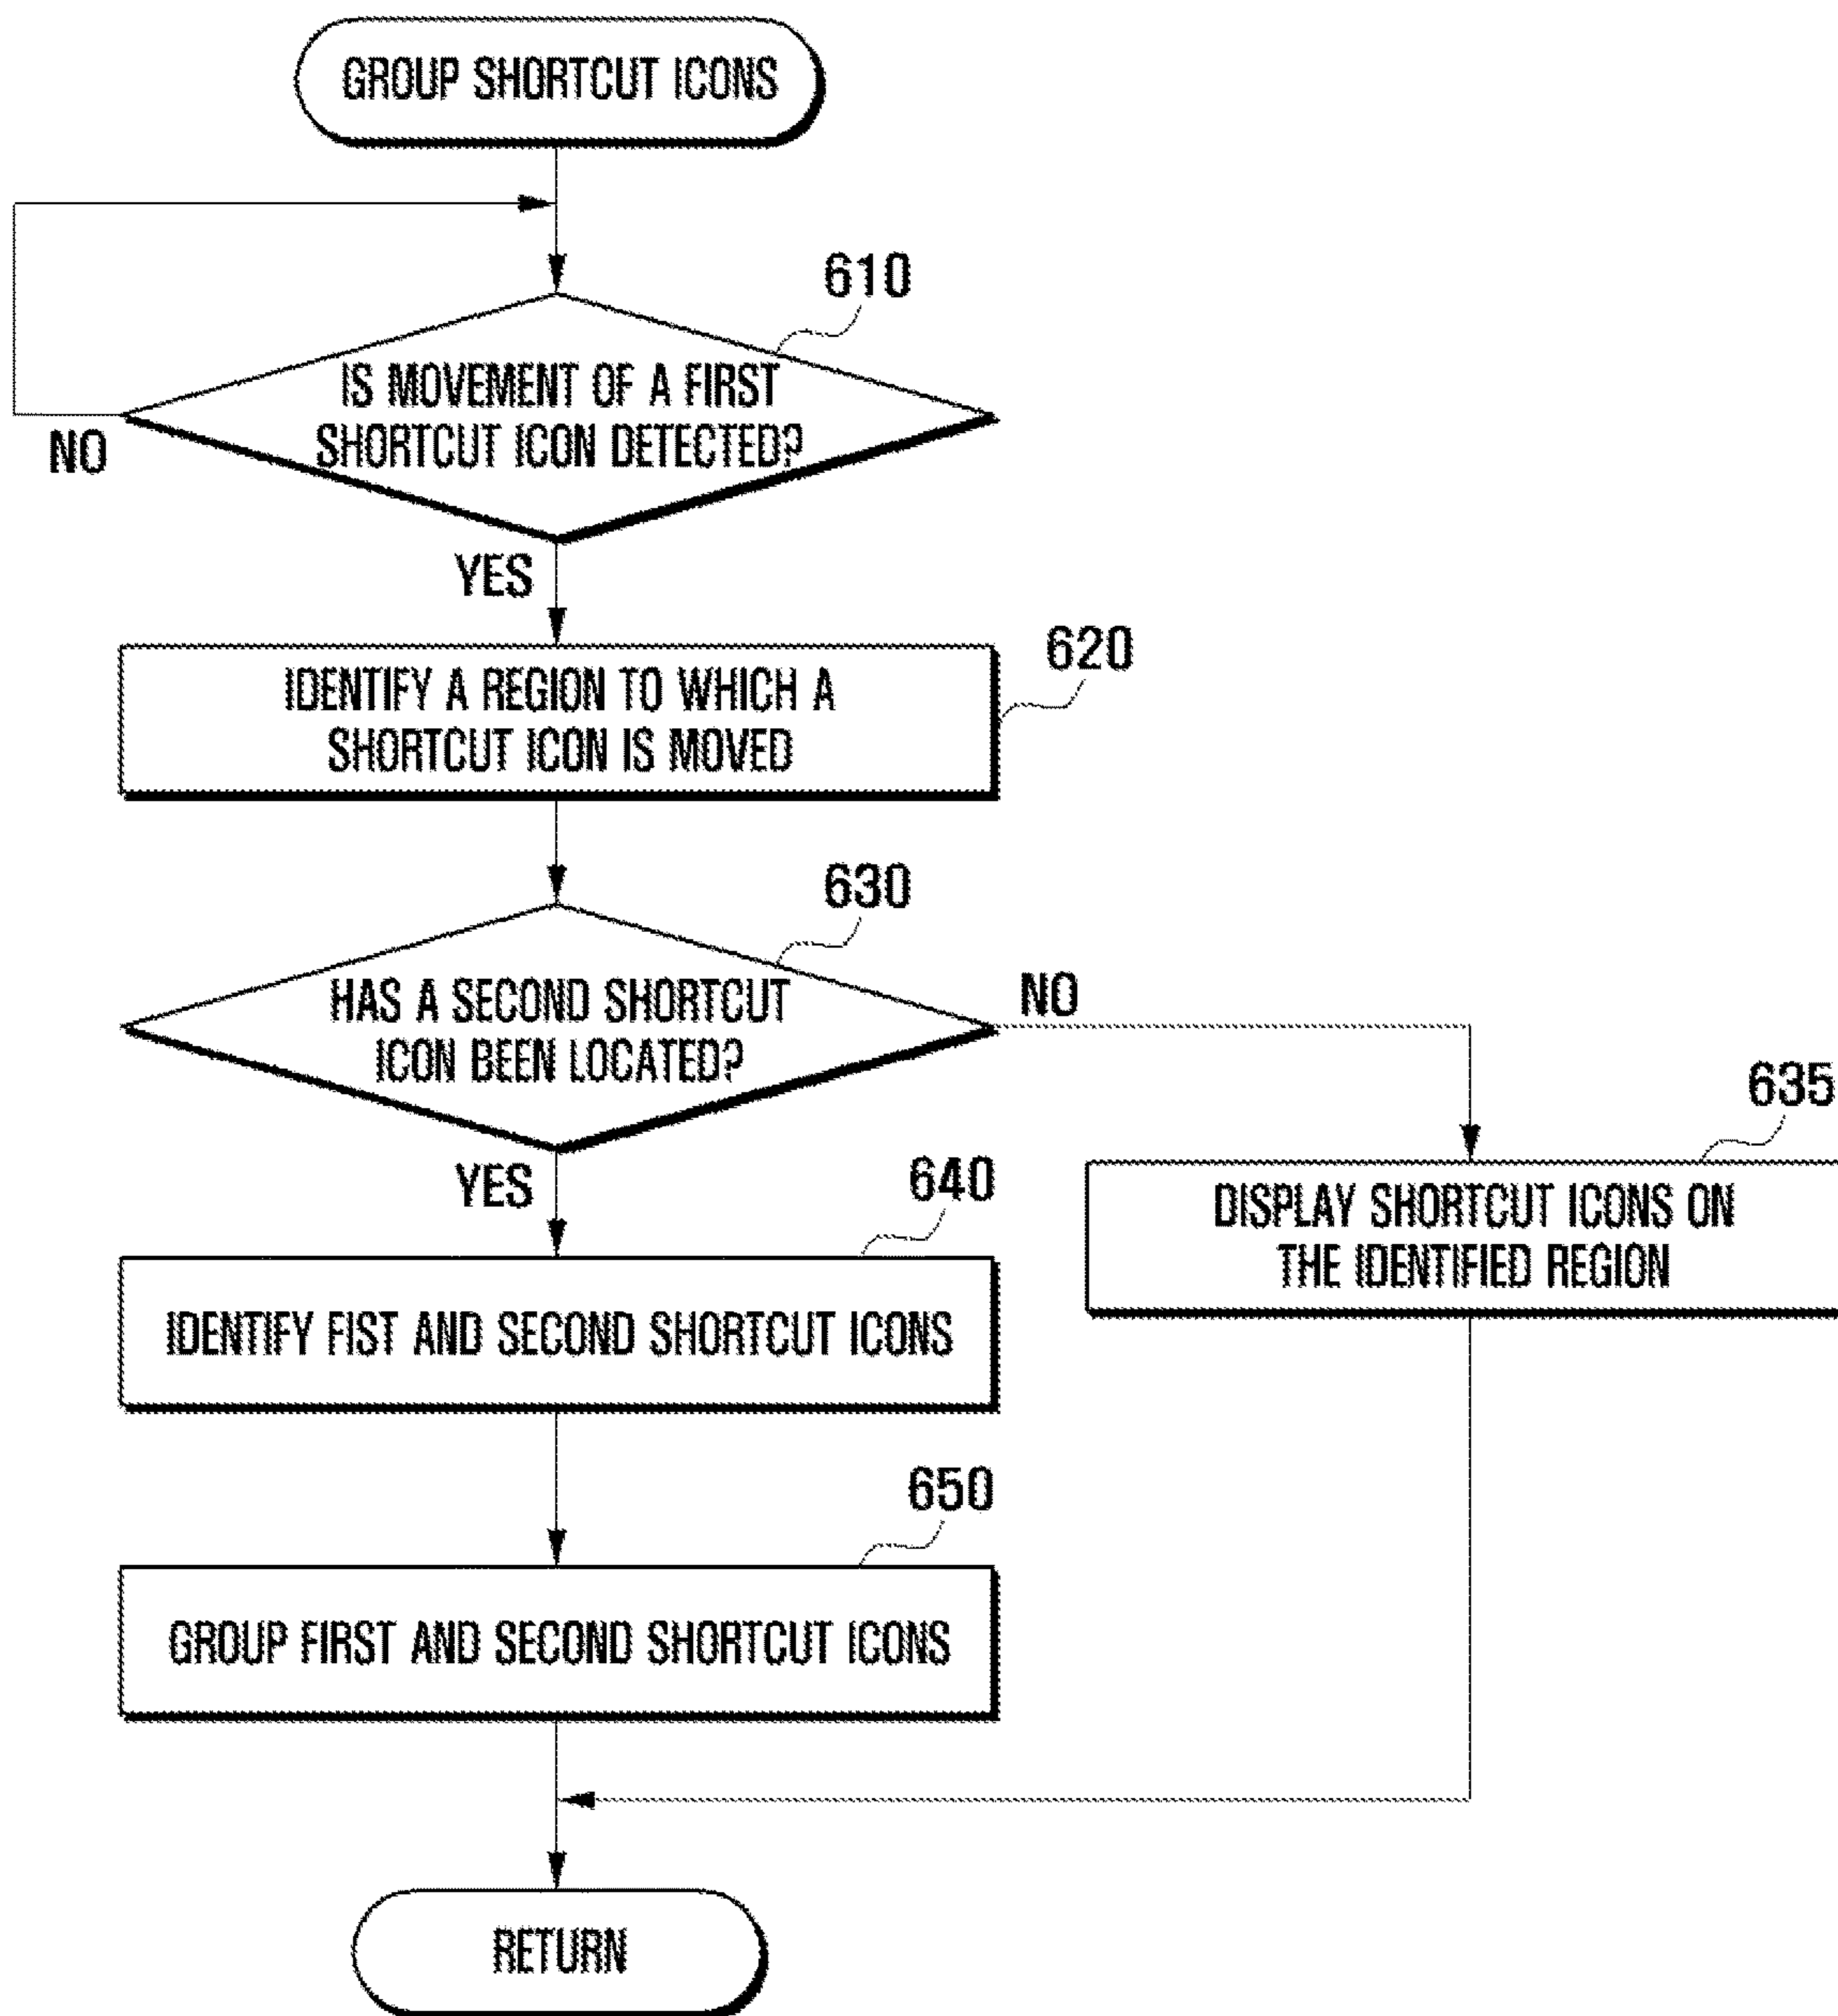 GROUP SHORTCUT ICONS
610
IS MOVEMENT OF A FIRST
SHORTCUT ICON DETECTED?
NO
YES
620
IDENTIFY A REGION TO WHICH A
SHORTCUT ICON IS MOVED
630
HAS A SECOND SHORTCUT
ICON BEEN LOCATED?
NO
YES
635
DISPLAY SHORTCUT ICONS ON
THE IDENTIFIED REGION
640
IDENTIFY FIST AND SECOND SHORTCUT ICONS
650
GROUP FIRST AND SECOND SHORTCUT ICONS
RETURN